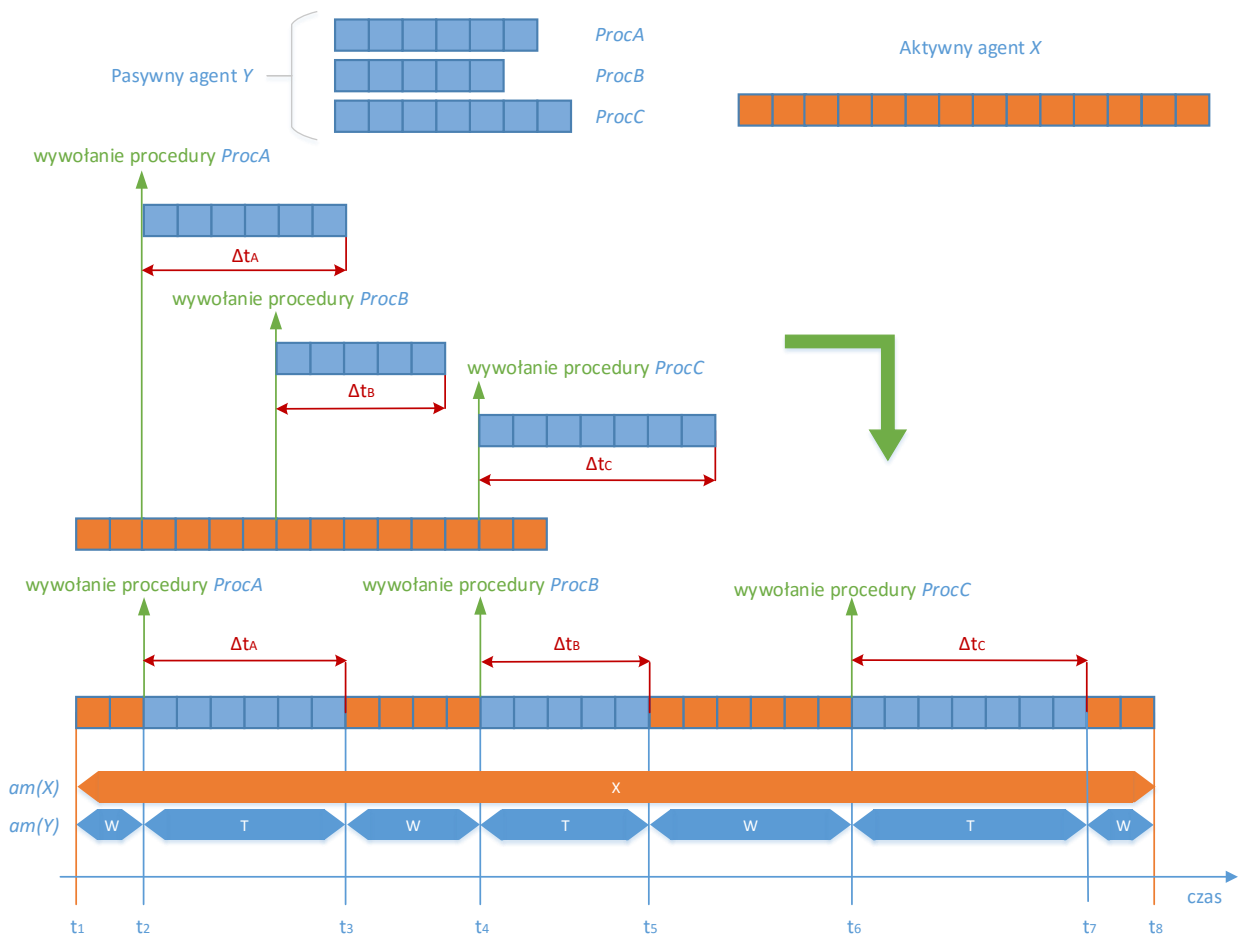 ProcA
Pasywny agent Y
ProcB
ProcC
Aktywny agent X
wywołanie procedury ProcA
ΔtA
wywołanie procedury ProcB
ΔtB
wywołanie procedury ProcC
ΔtC
wywołanie procedury ProcA
wywołanie procedury ProcB
wywołanie procedury ProcC
ΔtA
ΔtB
ΔtC
am(X)
X
am(Y)
W
T
W
T
W
T
W
czas
t1
t2
t3
t4
t5
t6
t7
t8